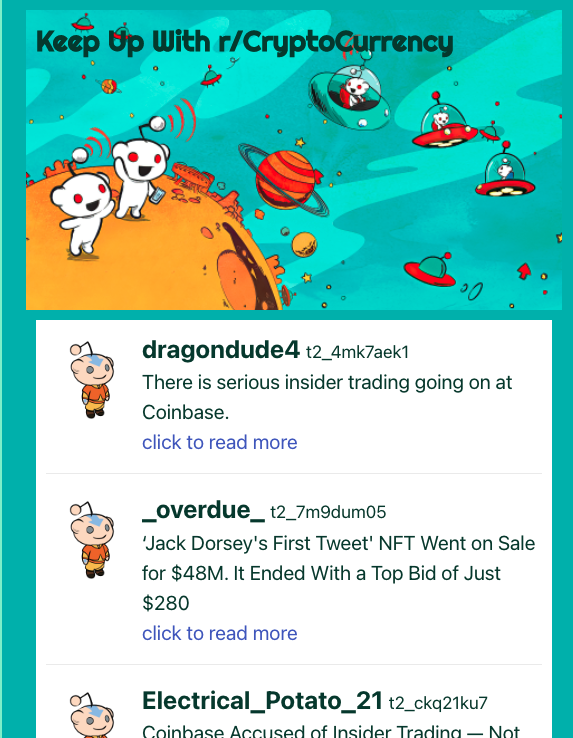 Keep Up With r/CryptoCurrency
dragondude4 t2_4mk7aek1
There is serious insider trading going on at
Coinbase.
click to read more
_overdue_ t2_7m9dum05
‘Jack Dorsey's First Tweet' NFT Went on Sale
for $48M. It Ended With a Top Bid of Just
$280
click to read more
Electrical_Potato_21 t2_ckq21ku7
Coinbase Accused of Insider Trading — Not